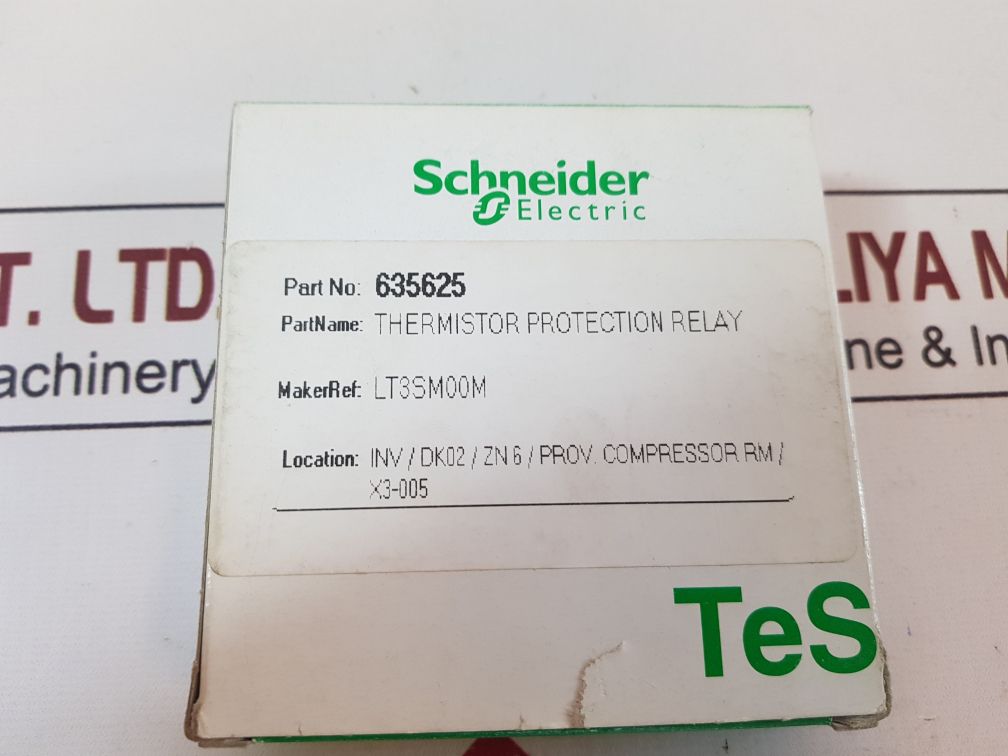 Schneider
Electric
Part No: 635625
PartName: THERMISTOR PROTECTION RELAY
MakerRef: LT3SM00M
Location: INV / DK02 / ZN 6 / PROV. COMPRESSOR RM /
X3-005
TeS
T. LTD
achinery
LIYA M
ne & In